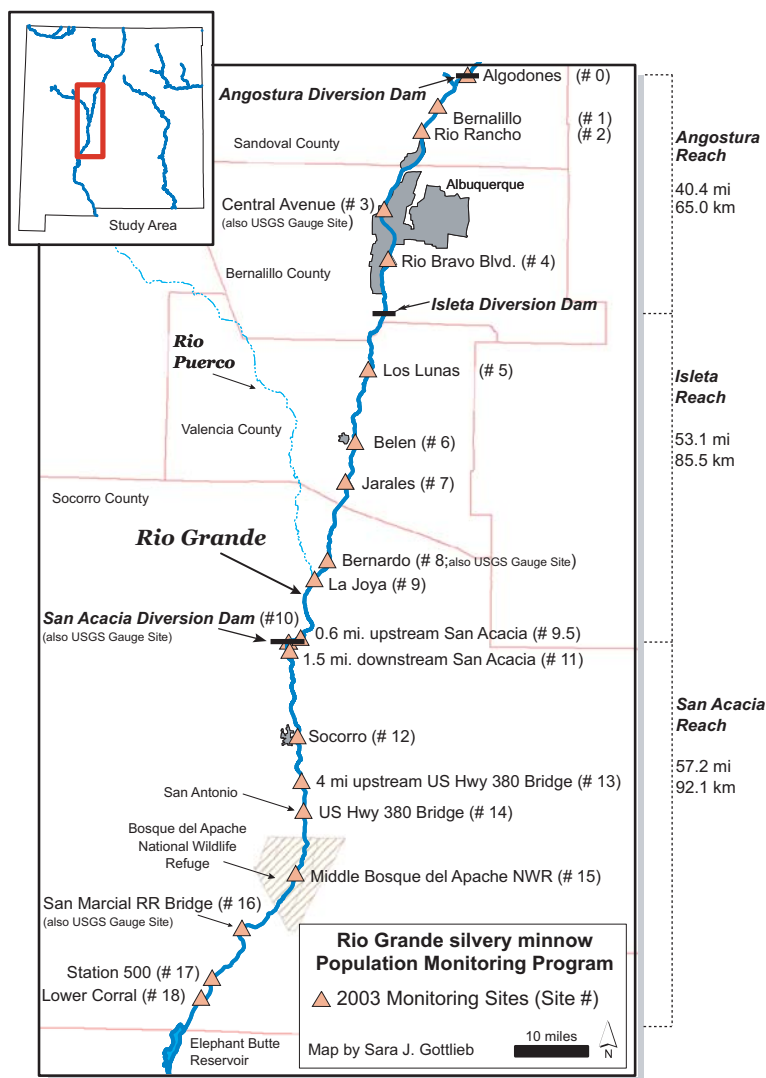 Study Area
Algodones (# 0)
Angostura Diversion Dam
Bernalillo (# 1)
Rio Rancho (# 2)
Sandoval County
Angostura
Reach
40.4 mi
65.0 km
Albuquerque
Central Avenue (# 3)
(also USGS Gauge Site)
Rio Bravo Blvd. (# 4)
Bernalillo County
Isleta Diversion Dam
Rio
Puerco
Los Lunas (# 5)
Isleta
Reach
53.1 mi
85.5 km
Valencia County
Belen (# 6)
Jarales (# 7)
Socorro County
Rio Grande
Bernardo (# 8;also USGS Gauge Site)
La Joya (# 9)
San Acacia Diversion Dam (#10)
(also USGS Gauge Site)
0.6 mi. upstream San Acacia (# 9.5)
1.5 mi. downstream San Acacia (# 11)
San Acacia
Reach
57.2 mi
92.1 km
Socorro (# 12)
4 mi upstream US Hwy 380 Bridge (# 13)
San Antonio
US Hwy 380 Bridge (# 14)
Bosque del Apache
National Wildlife
Refuge
Middle Bosque del Apache NWR (# 15)
San Marcial RR Bridge (# 16)
(also USGS Gauge Site)
Station 500 (# 17)
Lower Corral (# 18)
Elephant Butte
Reservoir
Rio Grande silvery minnow
Population Monitoring Program
2003 Monitoring Sites (Site #)
10 miles
Map by Sara J. Gottlieb
N